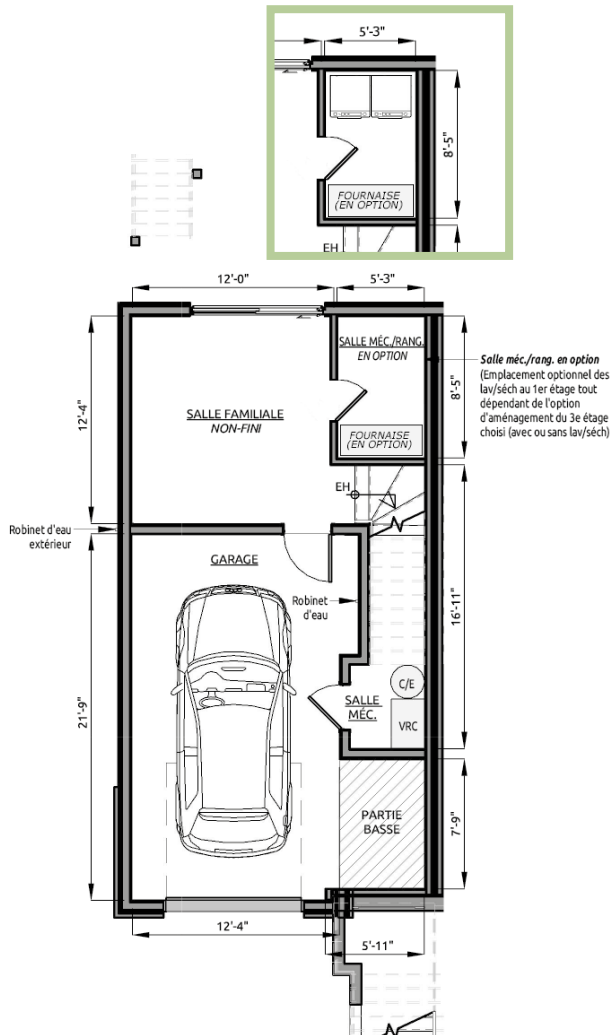 5'-3"
8'-5"
FOURNAISE
(EN OPTION)
EH
12'-0"
5'-3"
12'-4"
SALLE FAMILIALE
NON-FINI
SALLE MÉC./RANG.
EN OPTION
FOURNAISE
(EN OPTION)
8'-5"
Salle méc./rang. en option
(Emplacement optionnel des
lav/séch au 1er étage tout
dépendant de l'option
d'aménagement du 3e étage
choisi (avec ou sans lav/séch)
EH
Robinet d'eau
extérieur
GARAGE
Robinet
d'eau
16'-11"
21'-9"
SALLE
MÉC.
C/E
VRC
PARTIE
BASSE
7'-9"
12'-4"
5'-11"